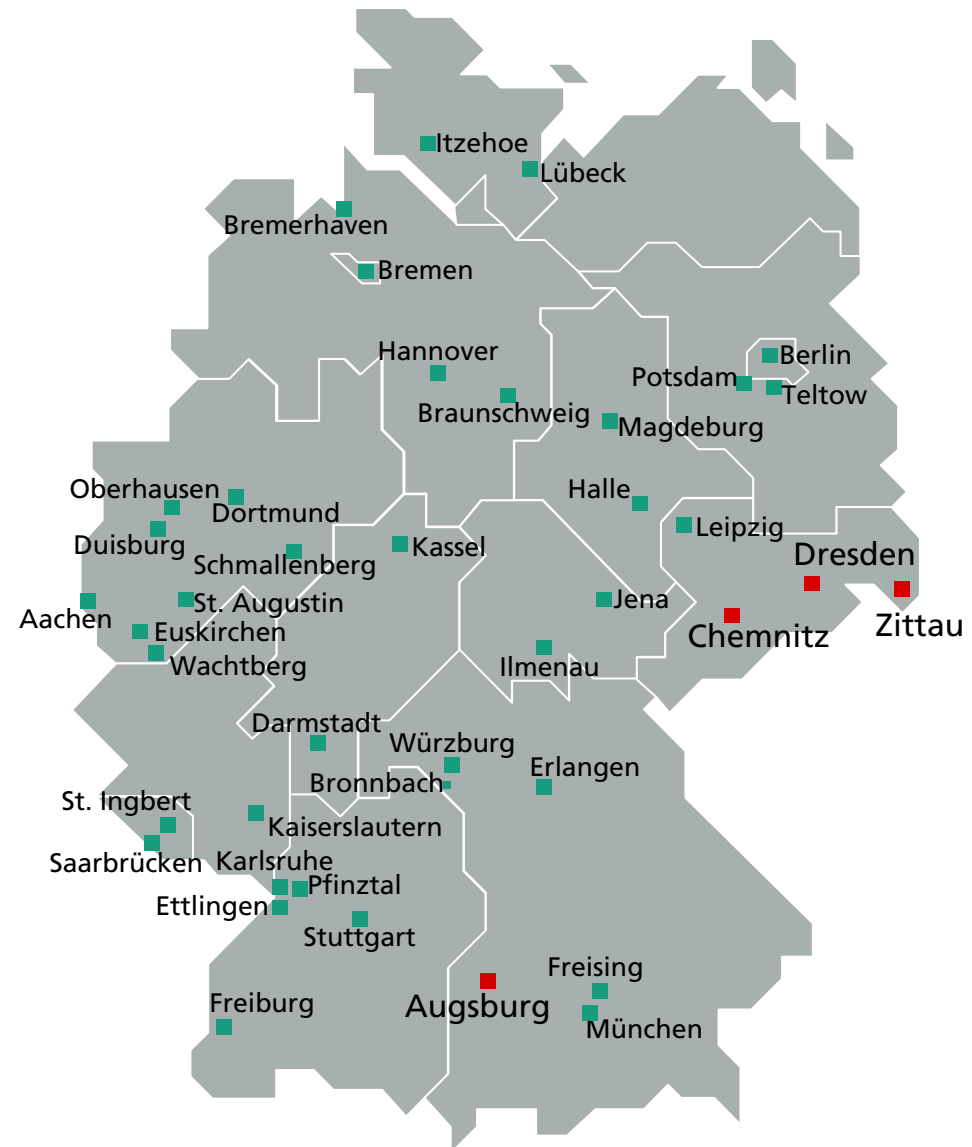 Itzehoe
Lübeck
Bremerhaven
Bremen
Hannover
Berlin
Potsdam
Teltow
Braunschweig
Magdeburg
Oberhausen
Halle
Dortmund
Leipzig
Duisburg
Kassel
Schmallenberg
Dresden
St. Augustin
Jena
Aachen
Zittau
Euskirchen
Chemnitz
Wachtberg
Ilmenau
Darmstadt
Würzburg
Erlangen
Bronnbach
St. Ingbert
Kaiserslautern
Saarbrücken
Karlsruhe
Pfinztal
Ettlingen
Stuttgart
Freising
Freiburg
Augsburg
München